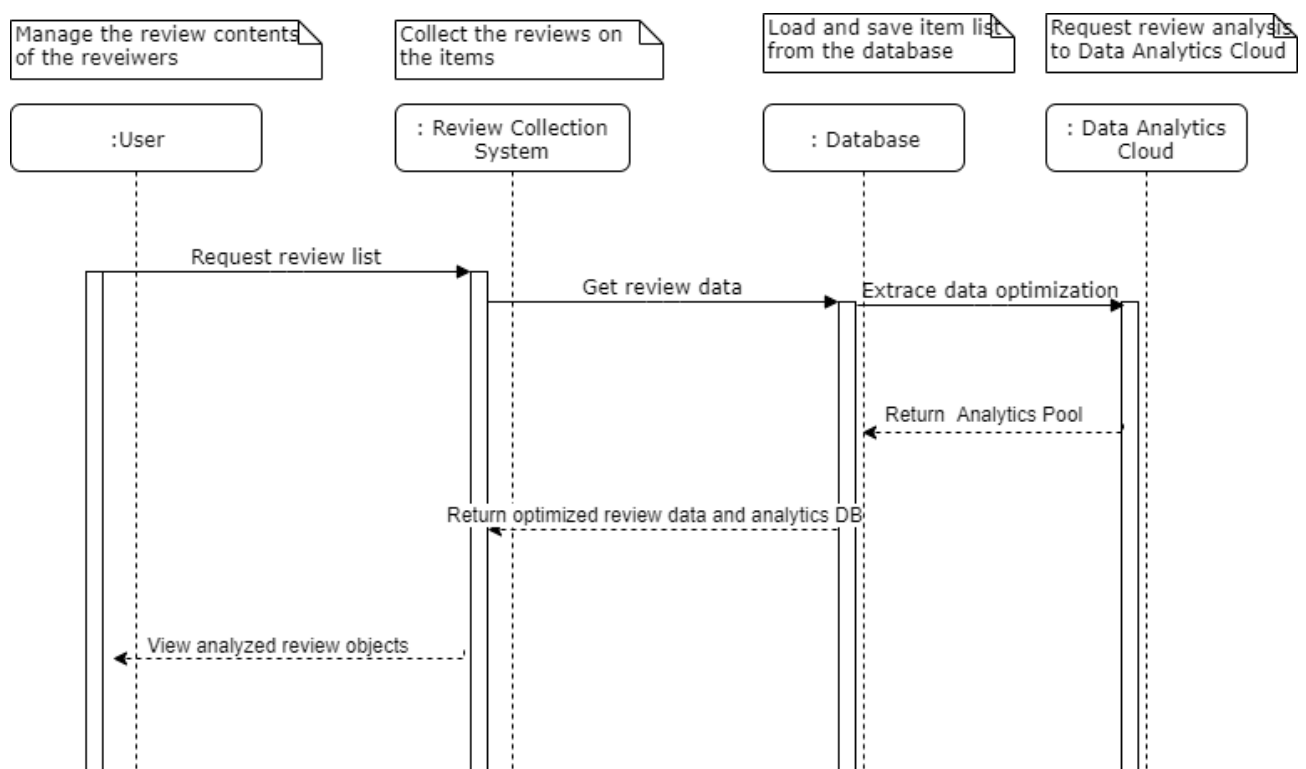 Manage the review contents
of the reveiwers
Collect the reviews on
the items
Load and save item list
from the database
Request review analysis
to Data Analytics Cloud
:User
: Review Collection
System
: Database
: Data Analytics
Cloud
Request review list
Get review data
Extrace data optimization
Return  Analytics Pool
Return optimized review data and analytics DB
View analyzed review objects